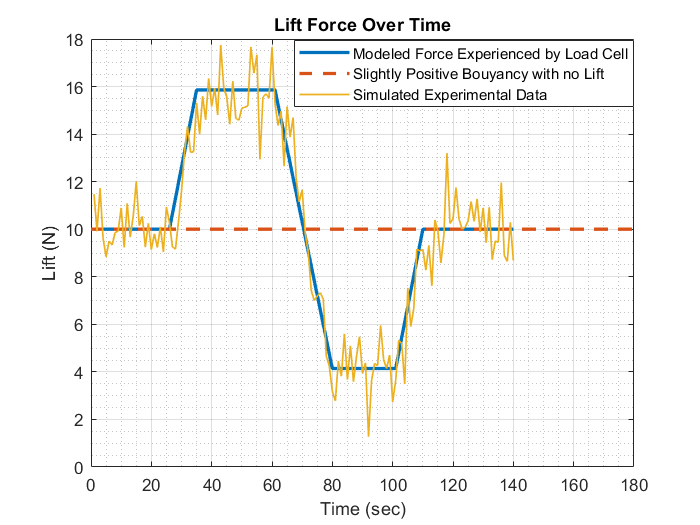 Lift Force Over Time
Modeled Force Experienced by Load Cell
Slightly Positive Bouyancy with no Lift
Simulated Experimental Data
18
16
14
12
10
8
6
4
2
0
Lift (N)
0 20 40 60 80 100 120 140 160 180
Time (sec)